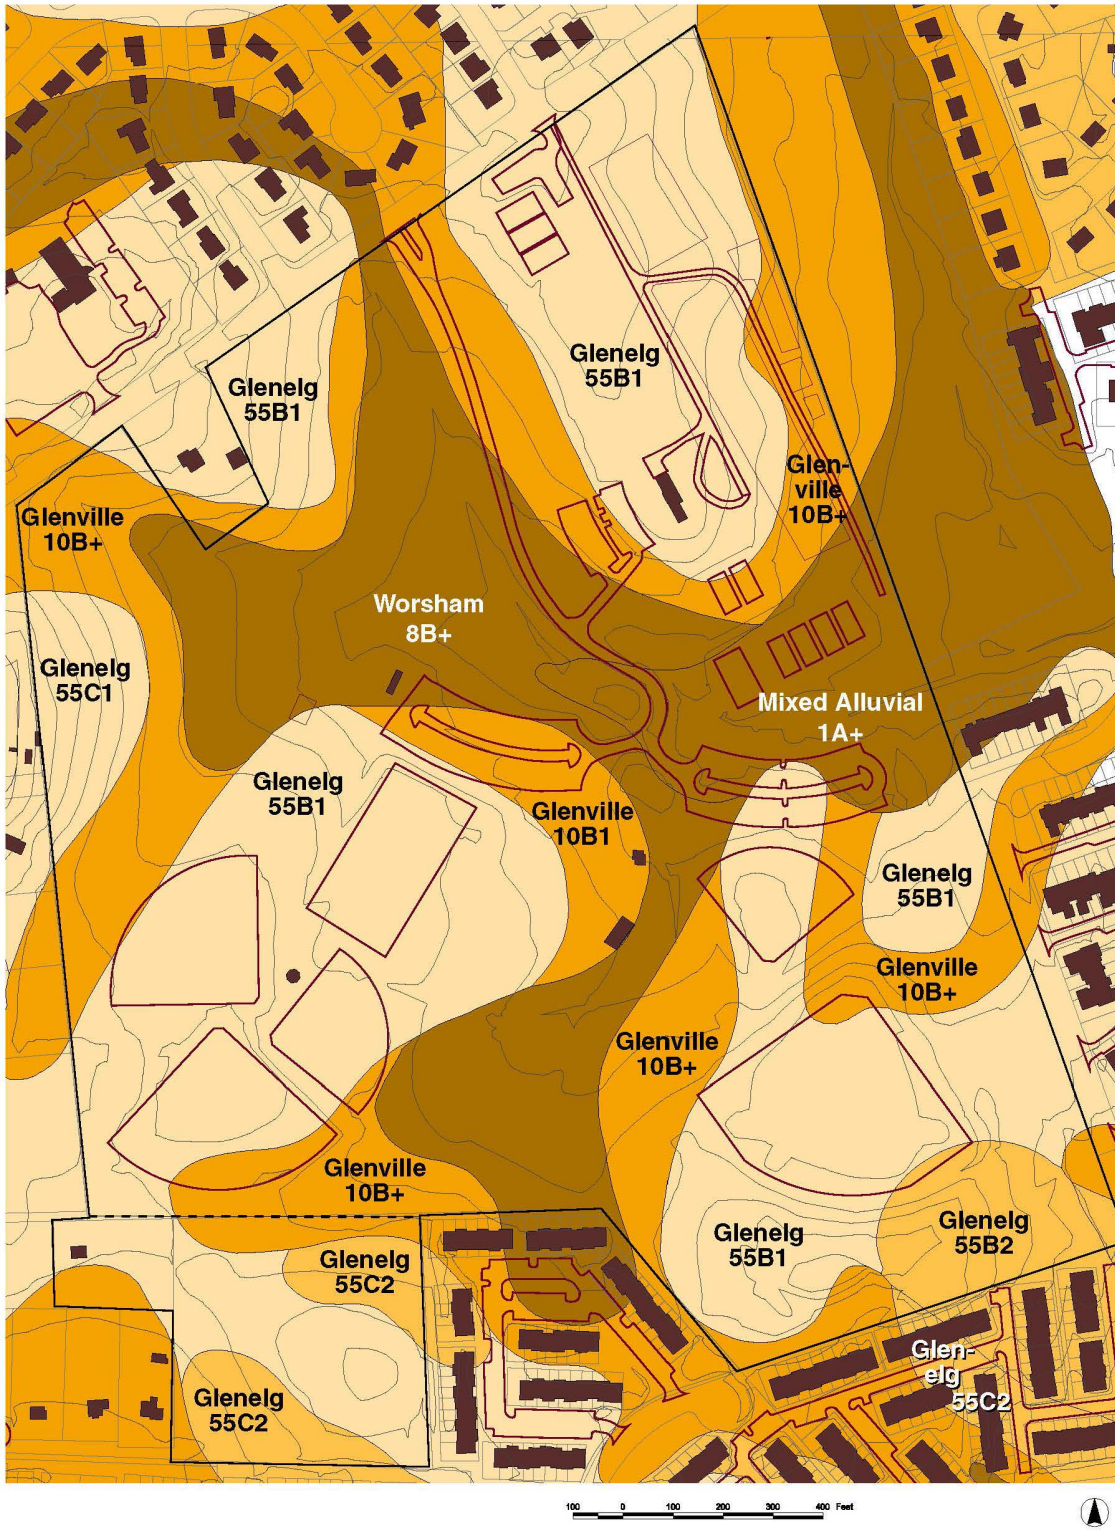 Glenelg
55B1
Glenelg
55B1
Glen-
ville
10B+
Glenville
10B+
Worsham
8B+
Glenelg
55C1
Mixed Alluvial
1A+
Glenelg
55B1
Glenville
10B1
Glenelg
55B1
Glenville
10B+
Glenville
10B+
Glenville
10B+
Glenelg
55B1
Glenelg
55B2
Glenelg
55C2
Glen-
elg
55C2
Glenelg
55C2
100 0 100 200 300 400 Feet